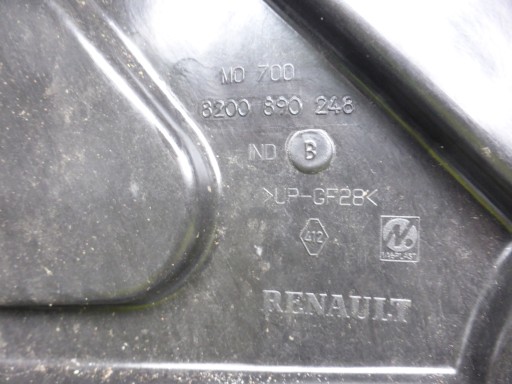 MO 700
8200 890 248
IND B
>UP-GF28<
412
RENAULT